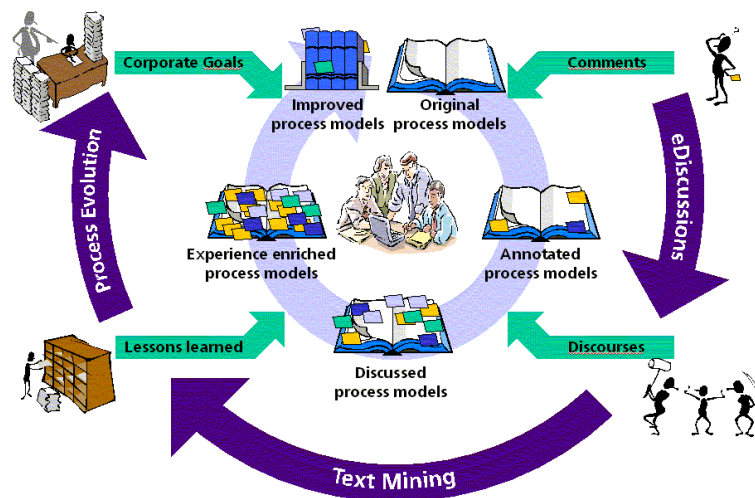 Corporate Goals
Comments
Improved
process models
Original
process models
eDiscussions
Process Evolution
Experience enriched
process models
Annotated
process models
Lessons learned
Discourses
Discussed
process models
Text Mining